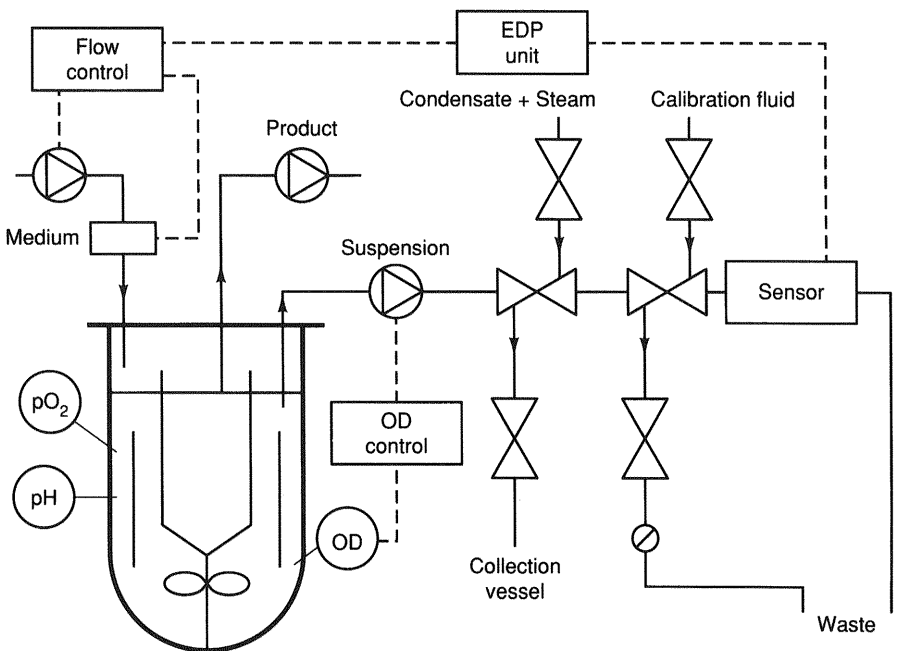 Flow
control
EDP
unit
Condensate + Steam
Calibration fluid
Product
Medium
Suspension
Sensor
pO2
OD
control
pH
OD
Collection
vessel
Waste